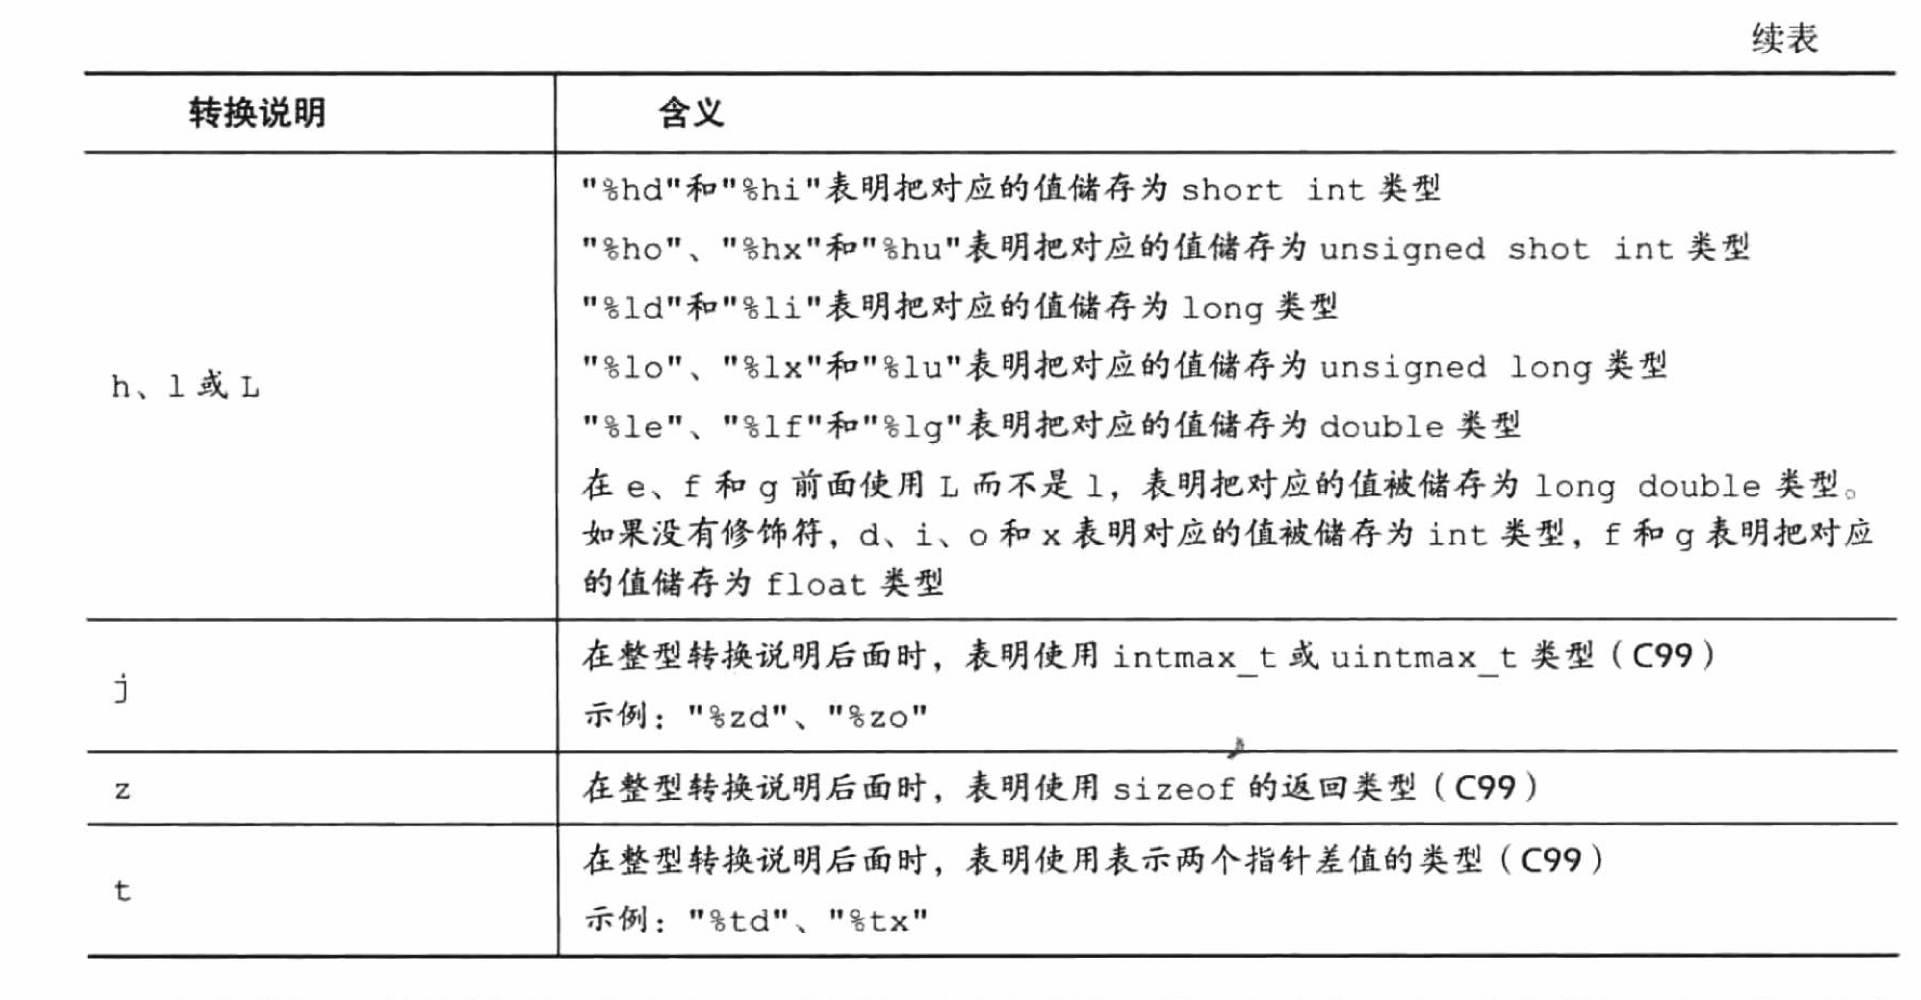 续表
转换说明
含义
"%hd"和"%hi"表明把对应的值储存为 short int 类型
"%ho"、"%hx"和"%hu"表明把对应的值储存为 unsigned shot int 类型
"%ld"和"%li"表明把对应的值储存为 long 类型
h、l 或 L
"%lo"、"%lx"和"%lu"表明把对应的值储存为 unsigned long 类型
"%le"、"%lf"和"%lg"表明把对应的值储存为 double 类型
在 e、f 和 g 前面使用 L 而不是 l，表明把对应的值被储存为 long double 类型。
如果没有修饰符，d、i、o 和 x 表明对应的值被储存为 int 类型，f 和 g 表明把对应
的值储存为 float 类型
j
在整型转换说明后面时，表明使用 intmax_t 或 uintmax_t 类型（C99）
示例："%zd"、"%zo"
z
在整型转换说明后面时，表明使用 sizeof 的返回类型（C99）
t
在整型转换说明后面时，表明使用表示两个指针差值的类型（C99）
示例："%td"、"%tx"